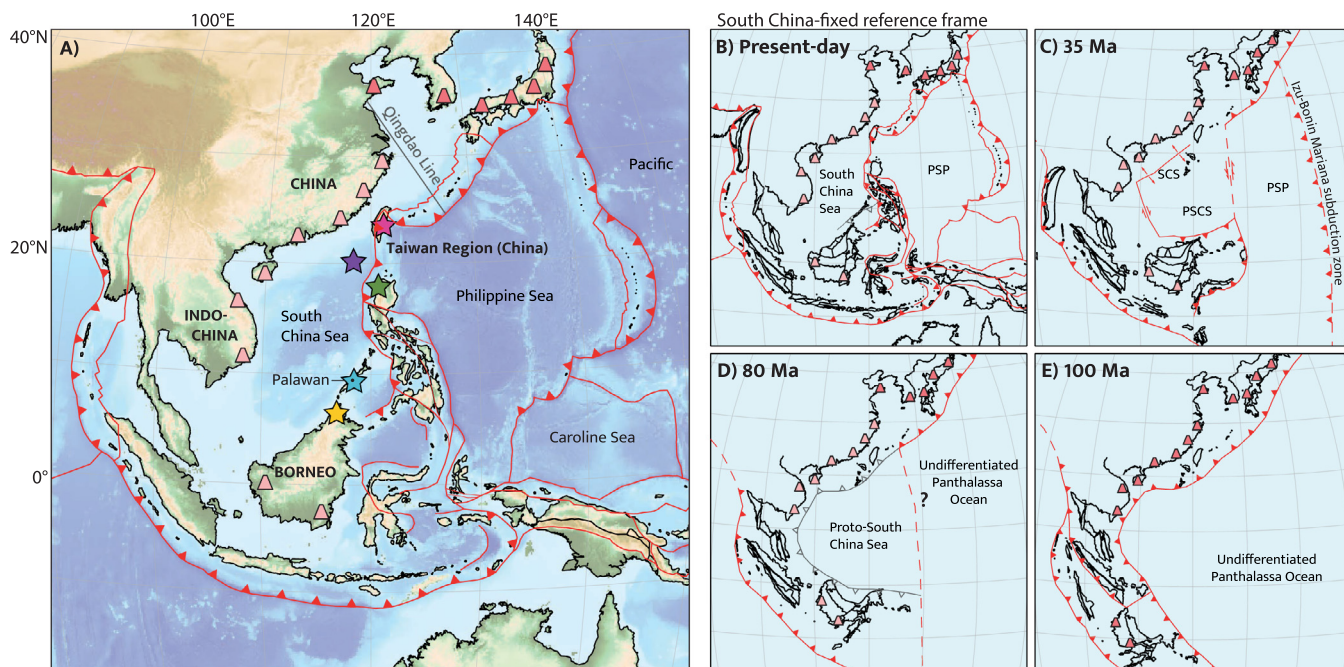 100°E
120°E
140°E
40°N
20°N
0°
A)
Qingdao Line
Pacific
CHINA
Taiwan Region (China)
Philippine Sea
INDO-
CHINA
South
China Sea
Palawan
Caroline Sea
BORNEO
South China-fixed reference frame
B) Present-day
South
China
Sea
PSP
C) 35 Ma
Izu-Bonin Mariana subduction zone
SCS
PSCS
PSP
D) 80 Ma
Undifferentiated
Panthalassa
Ocean
?
Proto-South
China Sea
E) 100 Ma
Undifferentiated
Panthalassa Ocean